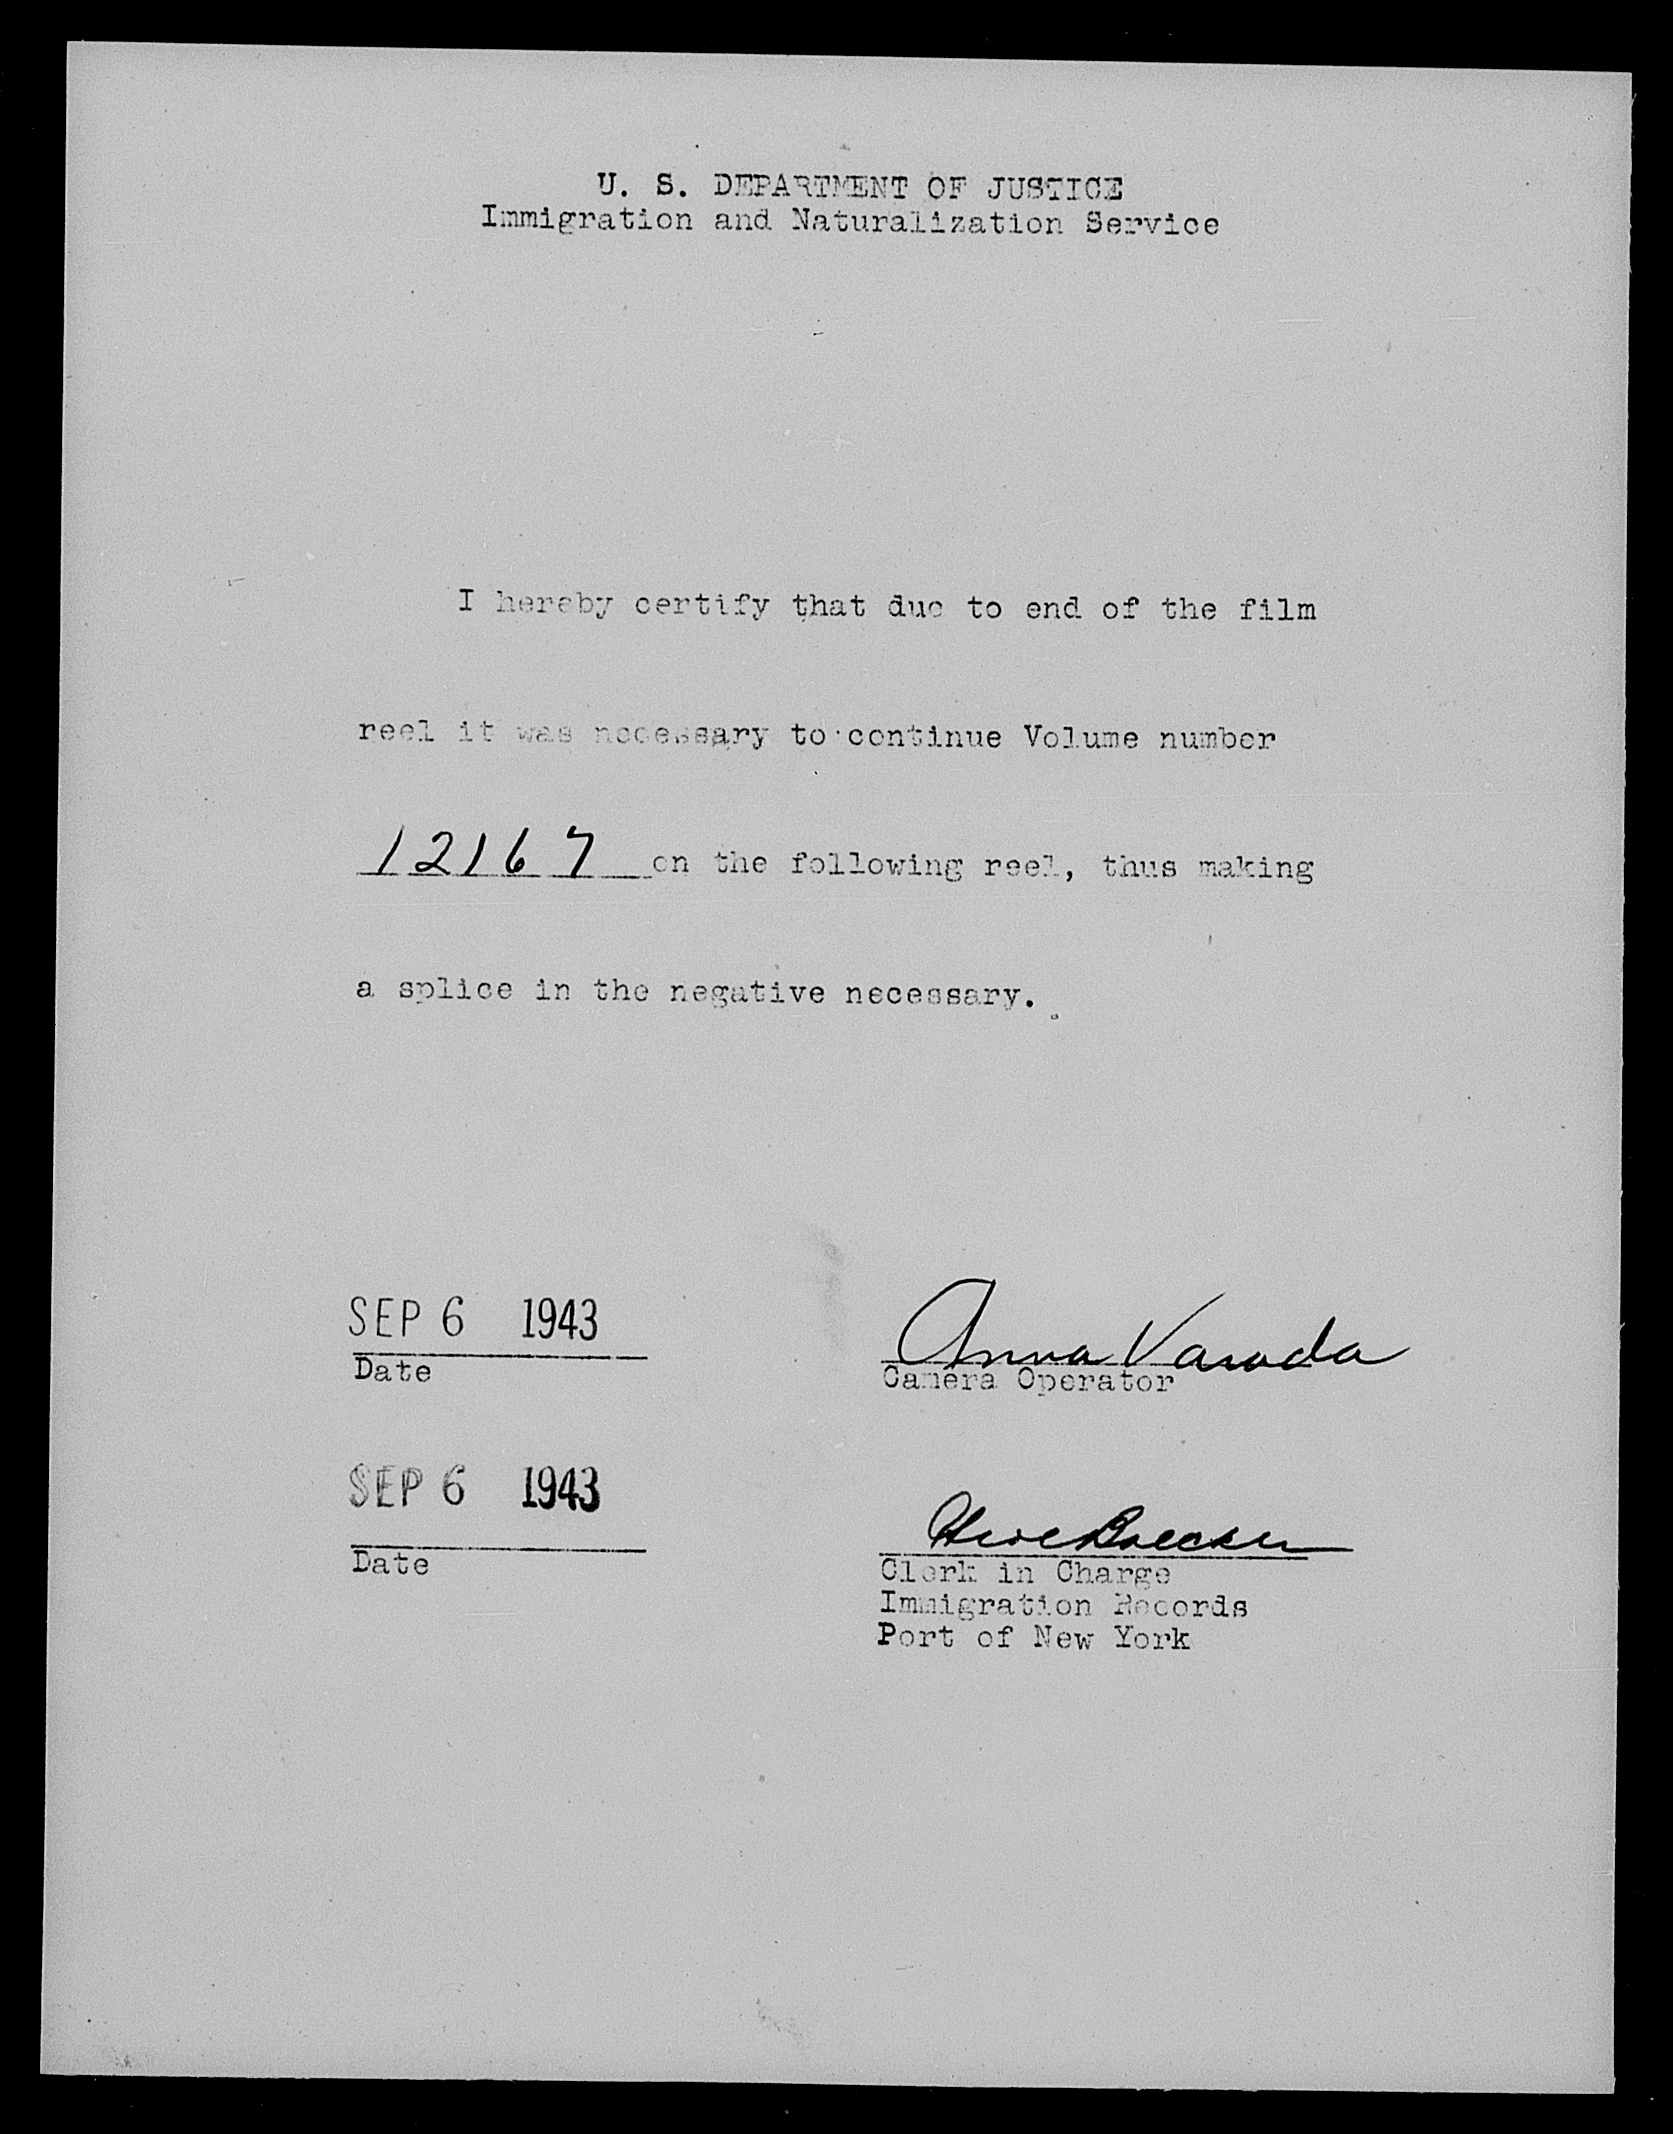 U. S. DEPARTMENT OF JUSTICE
Immigration and Naturalization Service
I hereby certify that due to end of the film
reel it was necessary to continue Volume number
12167 on the following reel, thus making
a splice in the negative necessary.
SEP 6 1943
Date
Anna Varada
Camera Operator
SEP 6 1943
Date
Clerk in Charge
Immigration Records
Port of New York